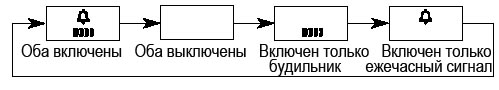 Оба включены
Оба выключены
Включен только
будильник
Включен только
ежечасный сигнал